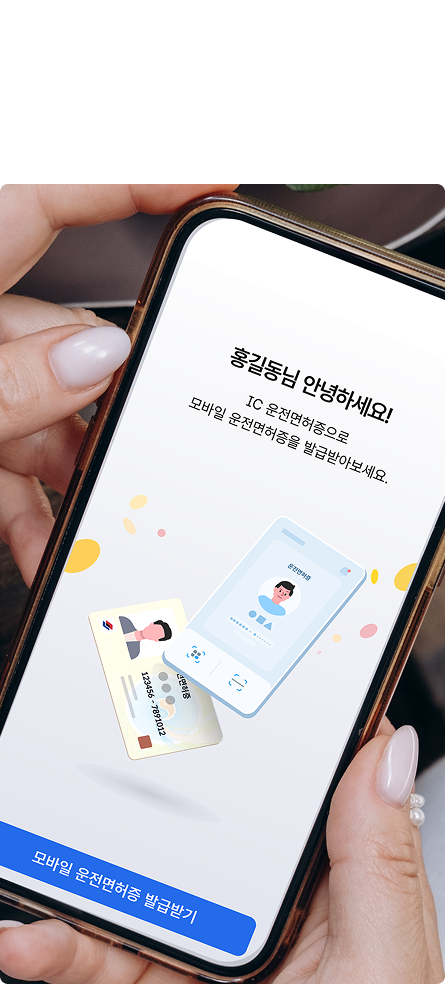 홍길동님 안녕하세요!
IC 운전면허증으로
모바일 운전면허증을 발급받아보세요.
운전면허증
전면허증
123456 - 7891012
모바일 운전면허증 발급받기